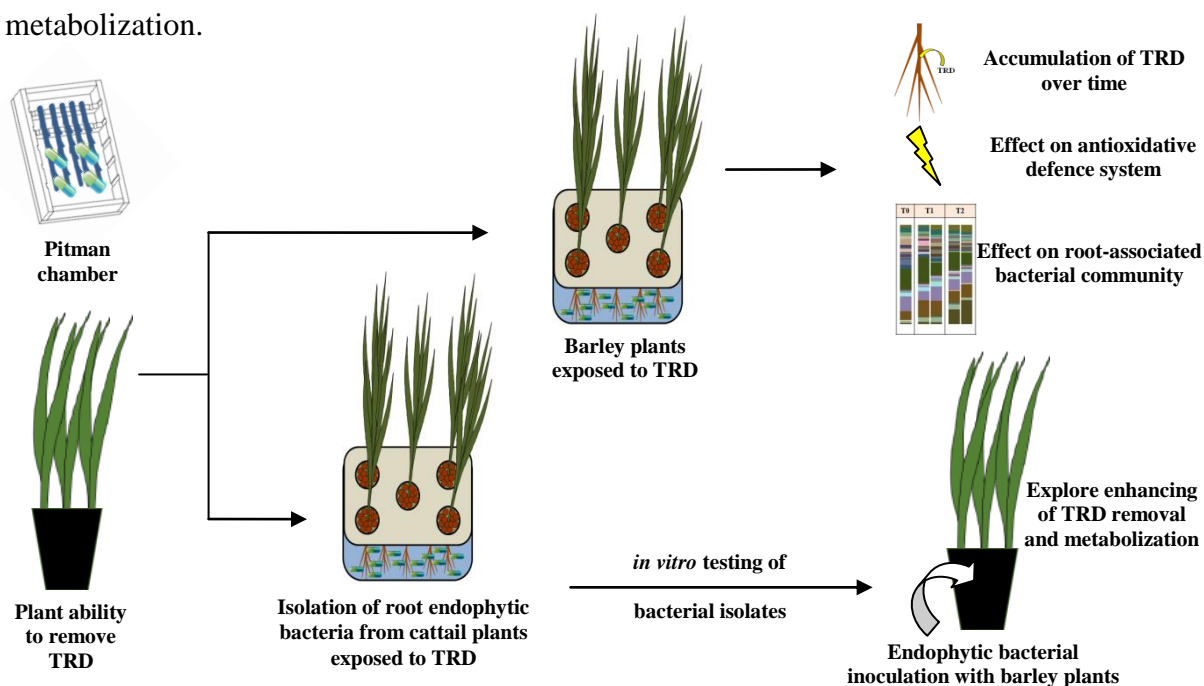 metabolization.
Pitman
chamber
Plant ability
to remove
TRD
Isolation of root endophytic
bacteria from cattail plants
exposed to TRD
Barley plants
exposed to TRD
TRD
Accumulation of TRD
over time
Effect on antioxidative
defence system
T0 T1 T2
Effect on root-associated
bacterial community
in vitro testing of
bacterial isolates
Explore enhancing
of TRD removal
and metabolization
Endophytic bacterial
inoculation with barley plants